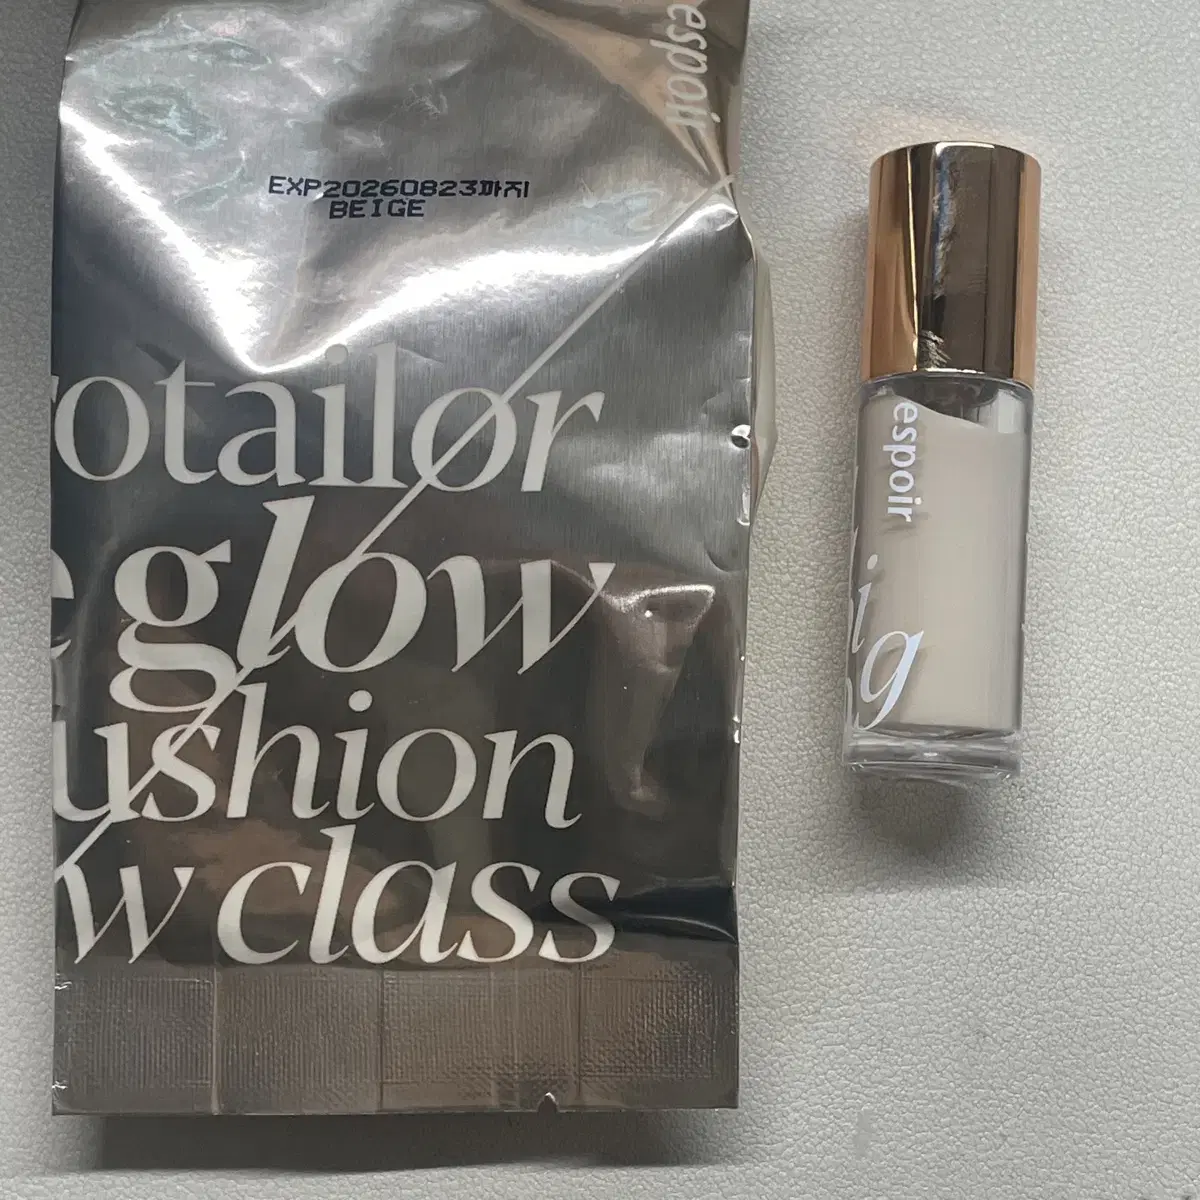 espoir
EXP20260823까지
BEIGE
otailor
glow
ushion
w class
espoir
g